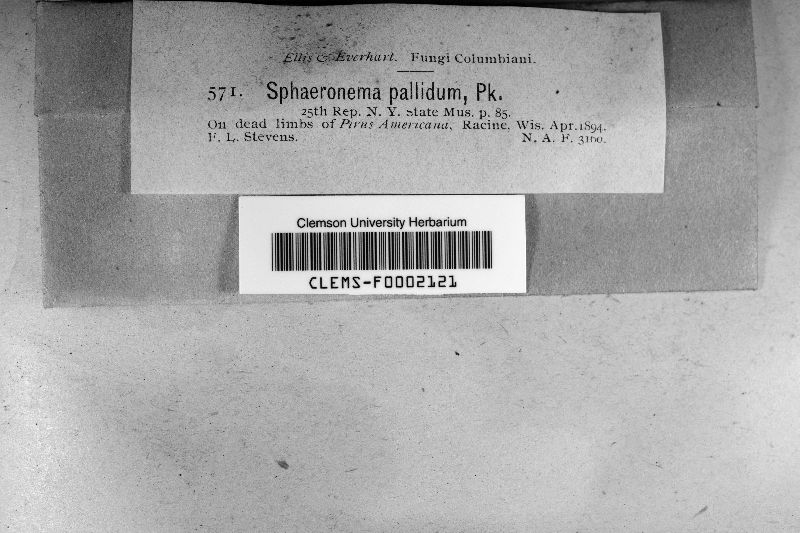 Ellis & Everhart. Fungi Columbiani.
571. Sphaeronema pallidum, Pk.
25th Rep. N. Y. State Mus. p. 85.
On dead limbs of Pirus Americana, Racine, Wis. Apr. 1894.
F. L. Stevens. N. A. F. 3160.
Clemson University Herbarium
CLEMS-F0002121